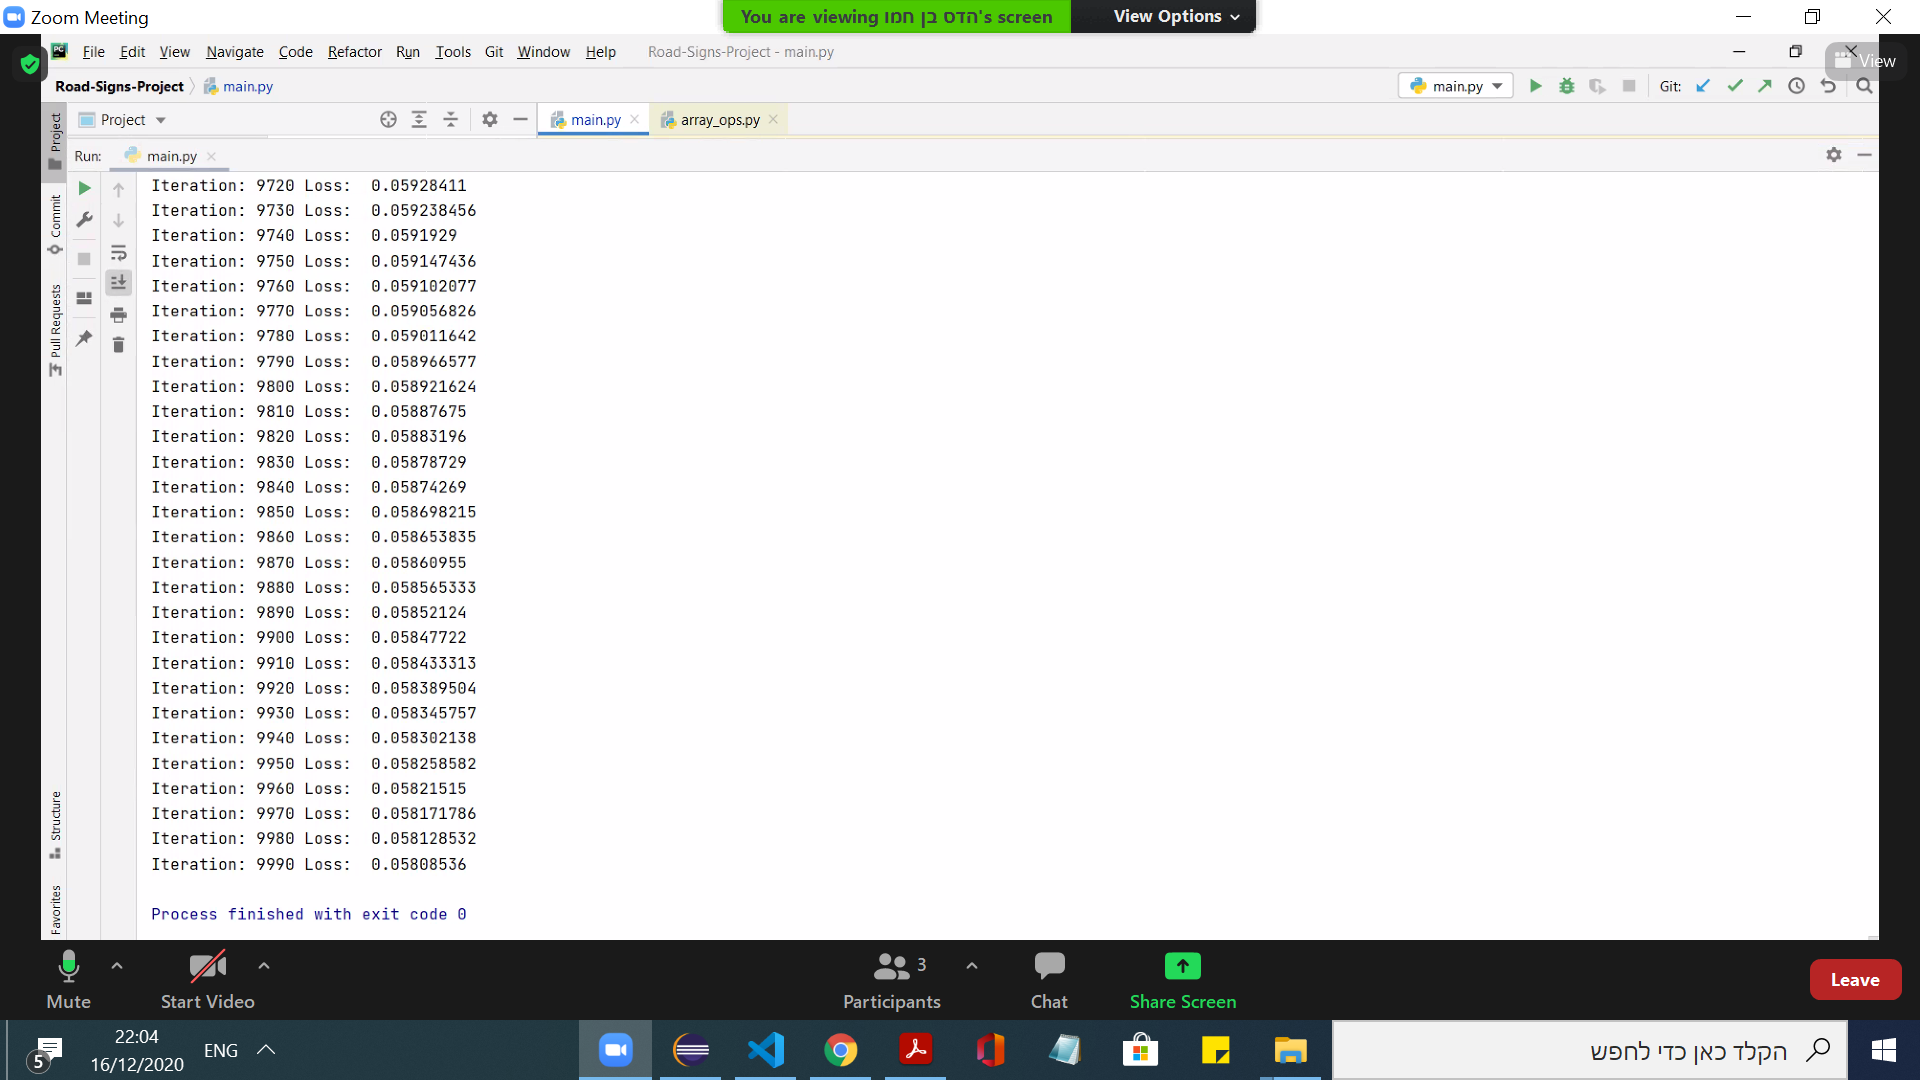 Zoom Meeting
You are viewing הדס בן חמו's screen
View Options
File Edit View Navigate Code Refactor Run Tools Git Window Help Road-Signs-Project - main.py
View
Road-Signs-Project main.py
main.py
Git:
Project
main.py
array_ops.py
Run: main.py
Project
Commit
Pull Requests
Structure
Favorites
Iteration: 9720 Loss: 0.05928411
Iteration: 9730 Loss: 0.059238456
Iteration: 9740 Loss: 0.0591929
Iteration: 9750 Loss: 0.059147436
Iteration: 9760 Loss: 0.059102077
Iteration: 9770 Loss: 0.059056826
Iteration: 9780 Loss: 0.059011642
Iteration: 9790 Loss: 0.058966577
Iteration: 9800 Loss: 0.058921624
Iteration: 9810 Loss: 0.05887675
Iteration: 9820 Loss: 0.05883196
Iteration: 9830 Loss: 0.05878729
Iteration: 9840 Loss: 0.05874269
Iteration: 9850 Loss: 0.058698215
Iteration: 9860 Loss: 0.058653835
Iteration: 9870 Loss: 0.05860955
Iteration: 9880 Loss: 0.058565333
Iteration: 9890 Loss: 0.05852124
Iteration: 9900 Loss: 0.05847722
Iteration: 9910 Loss: 0.058433313
Iteration: 9920 Loss: 0.058389504
Iteration: 9930 Loss: 0.058345757
Iteration: 9940 Loss: 0.058302138
Iteration: 9950 Loss: 0.058258582
Iteration: 9960 Loss: 0.05821515
Iteration: 9970 Loss: 0.058171786
Iteration: 9980 Loss: 0.058128532
Iteration: 9990 Loss: 0.05808536
Process finished with exit code 0
Mute
Start Video
3
Participants
Chat
Share Screen
Leave
5
22:04
16/12/2020
ENG
הקלד כאן כדי לחפש